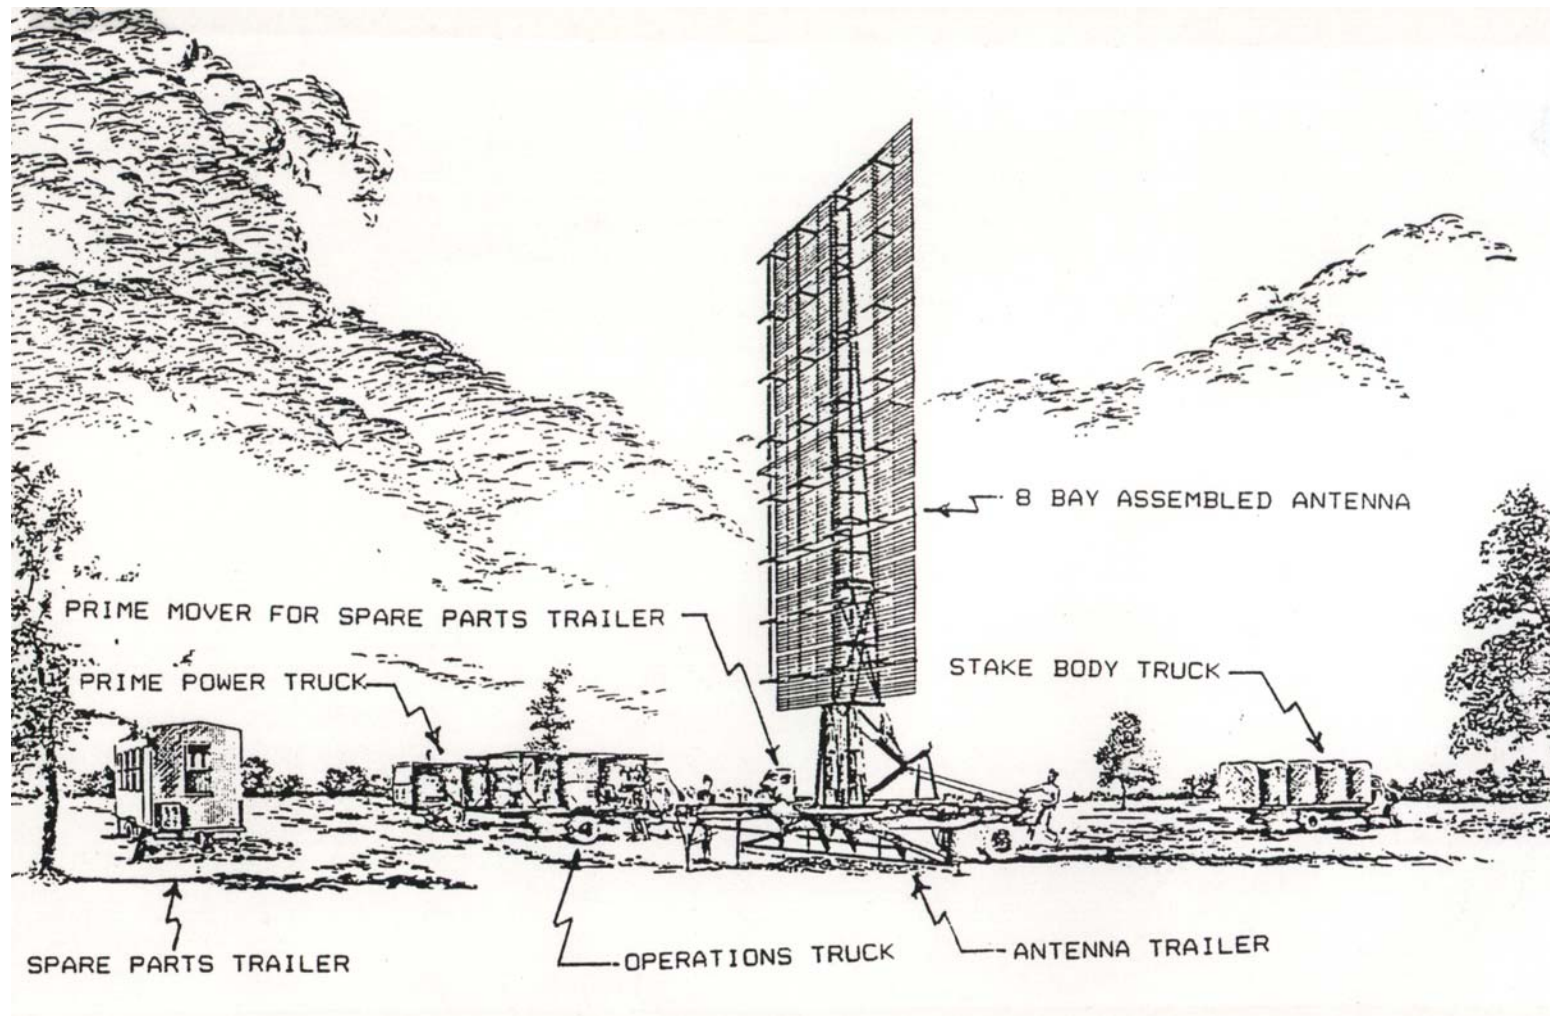 8 BAY ASSEMBLED ANTENNA
PRIME MOVER FOR SPARE PARTS TRAILER
STAKE BODY TRUCK
PRIME POWER TRUCK
SPARE PARTS TRAILER
OPERATIONS TRUCK
ANTENNA TRAILER